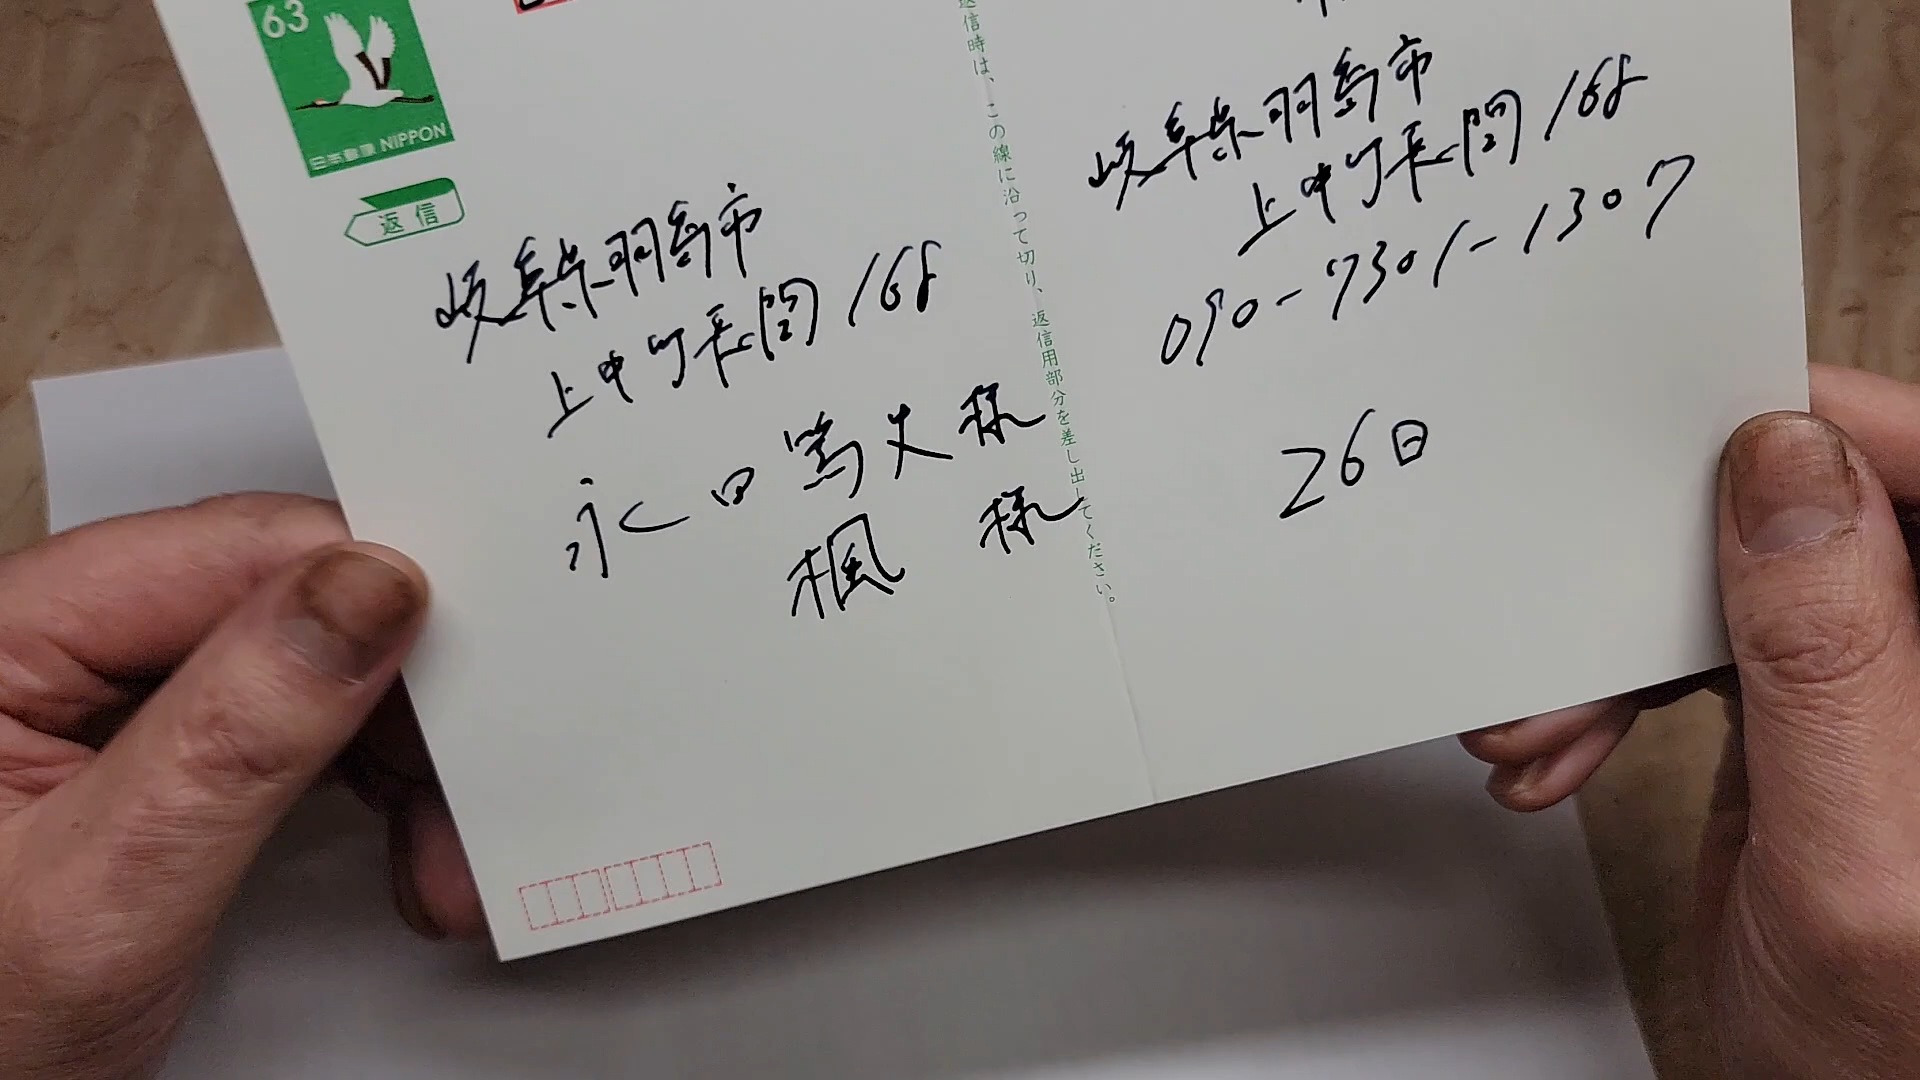 63
日本郵便 NIPPON
返信
岐阜県羽島市
上中町長間168
永田篤史様
楓 様
返信時は、この線に沿って切り、返信用部分を差し出してください。
岐阜県羽島市
上中町長間168
090-7301-1307
26日